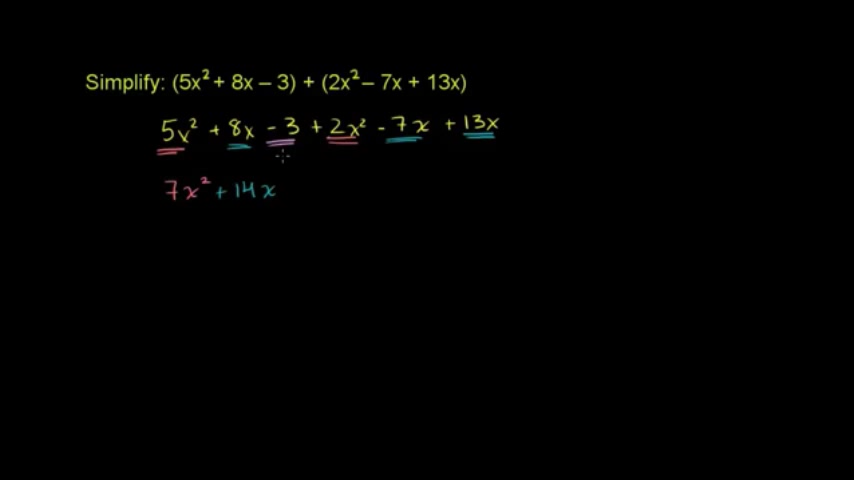 Simplify: (5x² + 8x – 3) + (2x² – 7x + 13x)
5x² + 8x - 3 + 2x² - 7x + 13x
7x² + 14x